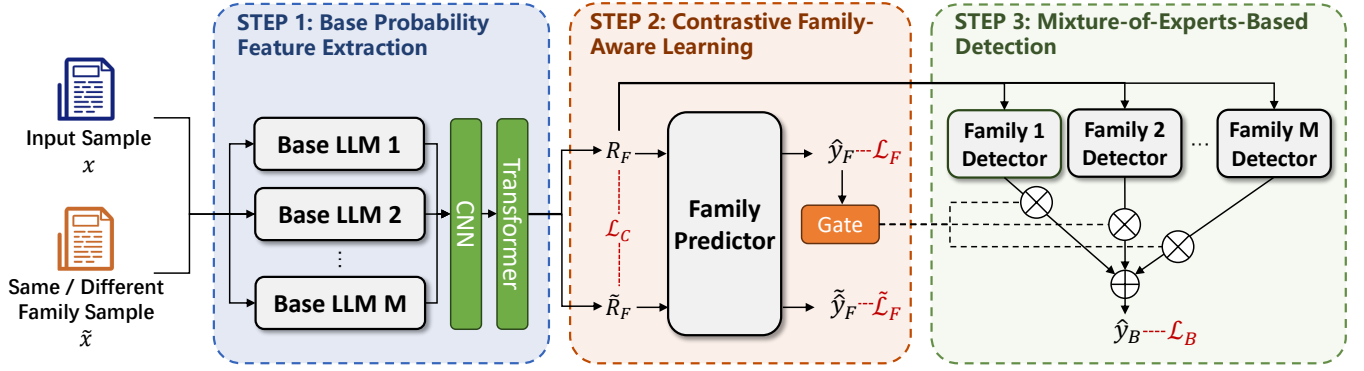 Input Sample
x
Same / Different
Family Sample
x̃
STEP 1: Base Probability
Feature Extraction
Base LLM 1
Base LLM 2
⋮
Base LLM M
CNN
Transformer
STEP 2: Contrastive Family-
Aware Learning
R_F
ℒ_C
R̃_F
Family
Predictor
ŷ_F ℒ_F
Gate
ỹ̂_F ℒ̃_F
STEP 3: Mixture-of-Experts-Based
Detection
Family 1
Detector
Family 2
Detector
...
Family M
Detector
ŷ_B ℒ_B